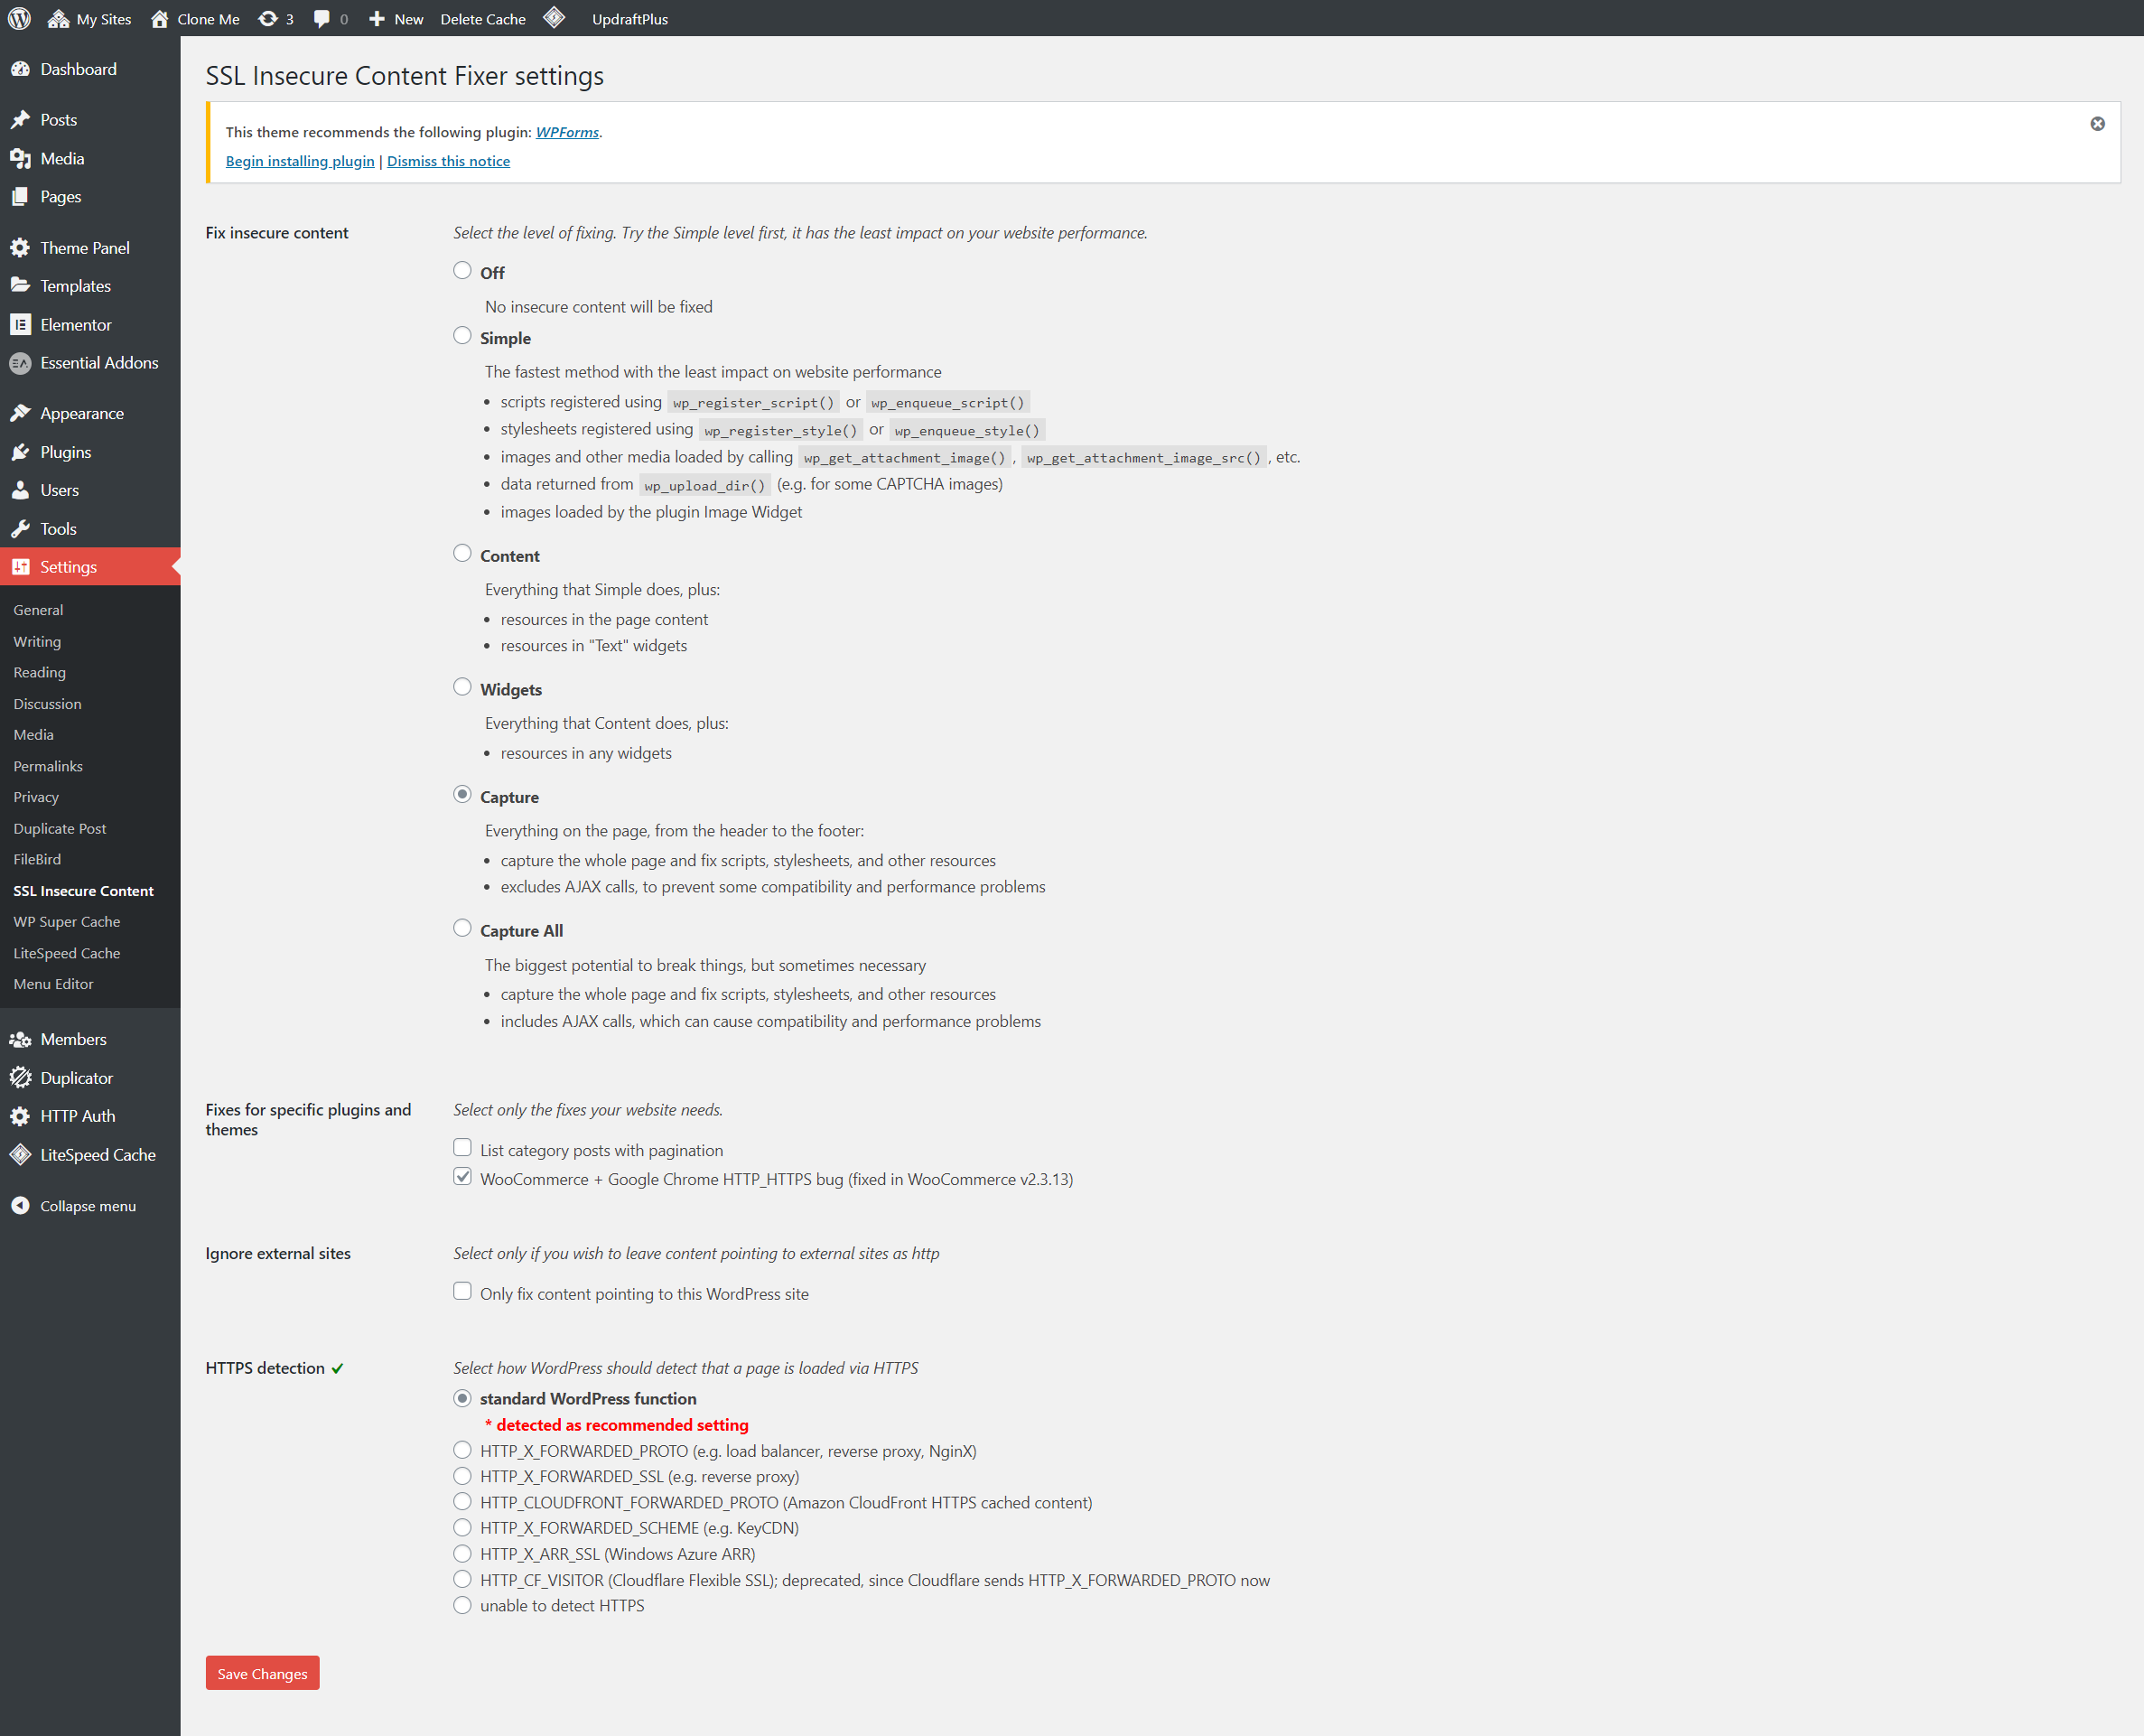 My Sites Clone Me 3 0 New Delete Cache UpdraftPlus
Dashboard
Posts
Media
Pages
Theme Panel
Templates
Elementor
Essential Addons
Appearance
Plugins
Users
Tools
Settings
General
Writing
Reading
Discussion
Media
Permalinks
Privacy
Duplicate Post
FileBird
SSL Insecure Content
WP Super Cache
LiteSpeed Cache
Menu Editor
Members
Duplicator
HTTP Auth
LiteSpeed Cache
Collapse menu
SSL Insecure Content Fixer settings
This theme recommends the following plugin: WPForms.
Begin installing plugin | Dismiss this notice
Fix insecure content
Select the level of fixing. Try the Simple level first, it has the least impact on your website performance.
Off
No insecure content will be fixed
Simple
The fastest method with the least impact on website performance
• scripts registered using wp_register_script() or wp_enqueue_script()
• stylesheets registered using wp_register_style() or wp_enqueue_style()
• images and other media loaded by calling wp_get_attachment_image() , wp_get_attachment_image_src() , etc.
• data returned from wp_upload_dir() (e.g. for some CAPTCHA images)
• images loaded by the plugin Image Widget
Content
Everything that Simple does, plus:
• resources in the page content
• resources in "Text" widgets
Widgets
Everything that Content does, plus:
• resources in any widgets
Capture
Everything on the page, from the header to the footer:
• capture the whole page and fix scripts, stylesheets, and other resources
• excludes AJAX calls, to prevent some compatibility and performance problems
Capture All
The biggest potential to break things, but sometimes necessary
• capture the whole page and fix scripts, stylesheets, and other resources
• includes AJAX calls, which can cause compatibility and performance problems
Fixes for specific plugins and
themes
Select only the fixes your website needs.
List category posts with pagination
WooCommerce + Google Chrome HTTP_HTTPS bug (fixed in WooCommerce v2.3.13)
Ignore external sites
Select only if you wish to leave content pointing to external sites as http
Only fix content pointing to this WordPress site
HTTPS detection ✓
Select how WordPress should detect that a page is loaded via HTTPS
standard WordPress function
* detected as recommended setting
HTTP_X_FORWARDED_PROTO (e.g. load balancer, reverse proxy, NginX)
HTTP_X_FORWARDED_SSL (e.g. reverse proxy)
HTTP_CLOUDFRONT_FORWARDED_PROTO (Amazon CloudFront HTTPS cached content)
HTTP_X_FORWARDED_SCHEME (e.g. KeyCDN)
HTTP_X_ARR_SSL (Windows Azure ARR)
HTTP_CF_VISITOR (Cloudflare Flexible SSL); deprecated, since Cloudflare sends HTTP_X_FORWARDED_PROTO now
unable to detect HTTPS
Save Changes